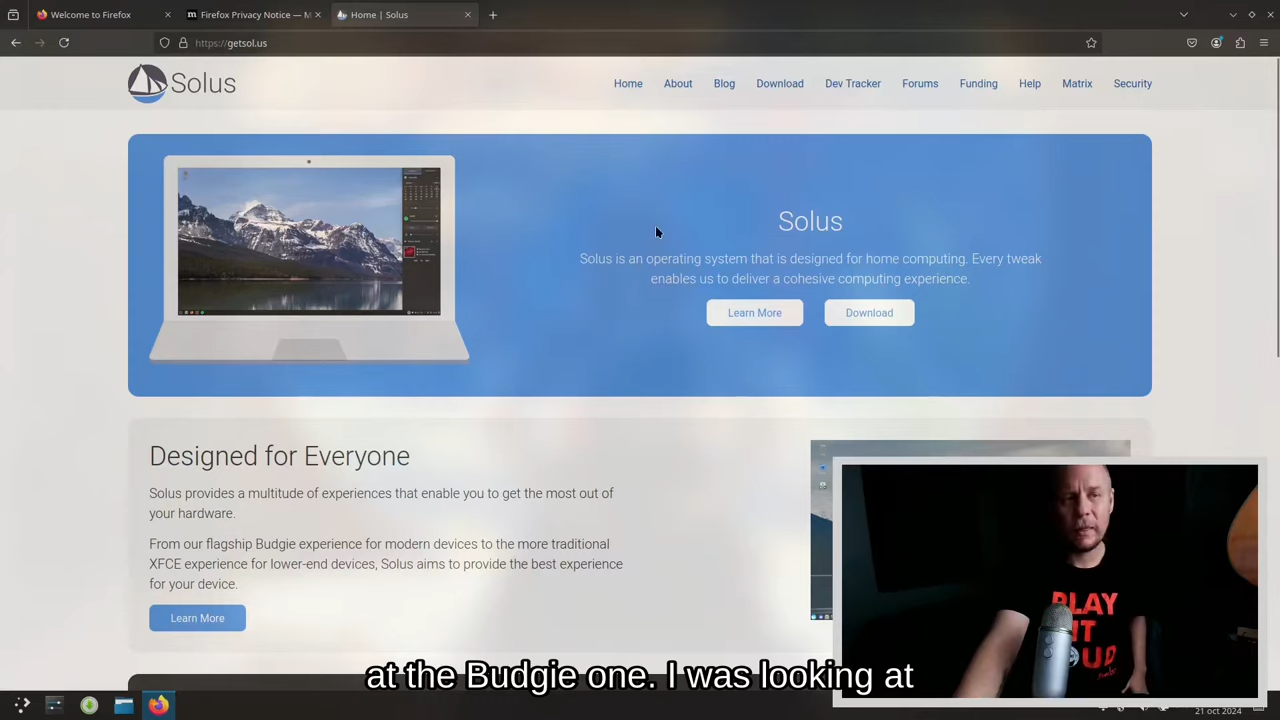 Welcome to Firefox
Firefox Privacy Notice — M
Home | Solus
https://getsol.us
Solus
Home
About
Blog
Download
Dev Tracker
Forums
Funding
Help
Matrix
Security
Solus
Solus is an operating system that is designed for home computing. Every tweak
enables us to deliver a cohesive computing experience.
Learn More
Download
Designed for Everyone
Solus provides a multitude of experiences that enable you to get the most out of
your hardware.
From our flagship Budgie experience for modern devices to the more traditional
XFCE experience for lower-end devices, Solus aims to provide the best experience
for your device.
Learn More
PLAY
IT
OUD
at the Budgie one. I was looking at
21 oct 2024